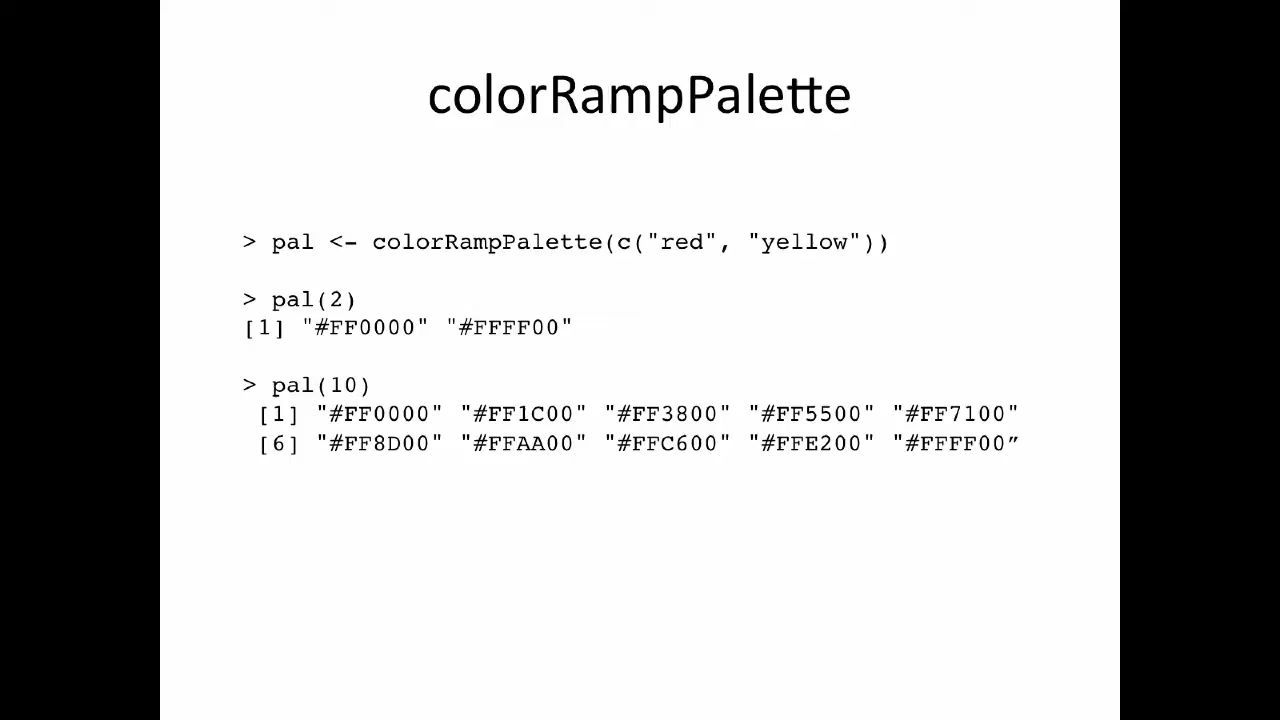 colorRampPalette
> pal <- colorRampPalette(c("red", "yellow"))
> pal(2)
[1] "#FF0000" "#FFFF00"
> pal(10)
[1] "#FF0000" "#FF1C00" "#FF3800" "#FF5500" "#FF7100"
[6] "#FF8D00" "#FFAA00" "#FFC600" "#FFE200" "#FFFF00”